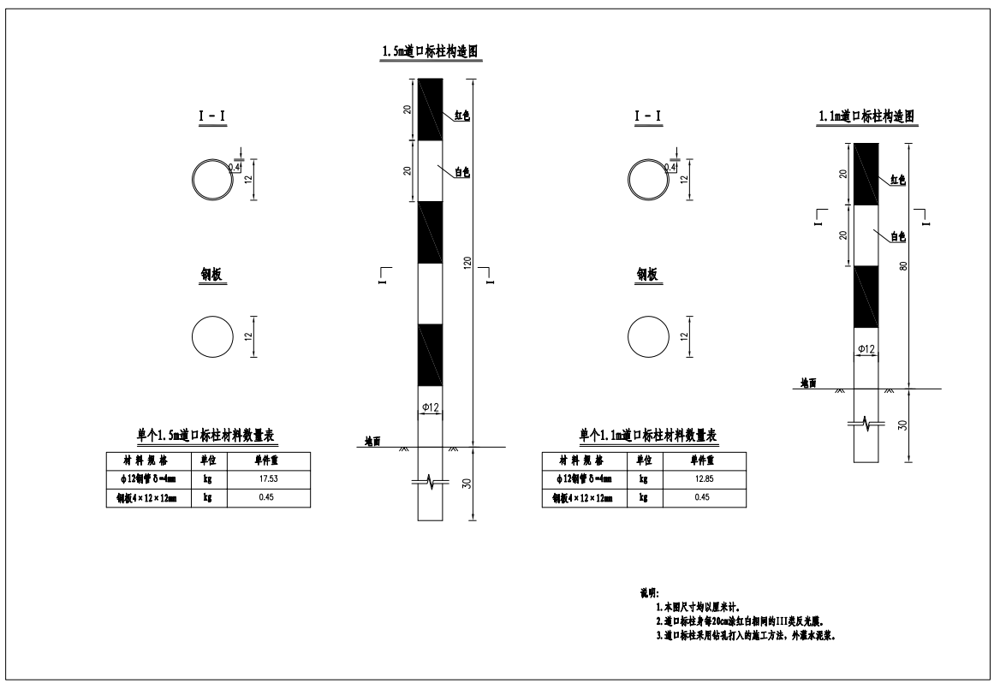 1.5m道口标柱构造图
I - I
0.4
12
钢板
12
20
20
红色
白色
120
I
I
Φ12
地面
30
单个1.5m道口标柱材料数量表
材 料 规 格 单位 单件重
φ12钢管δ=4mm kg 17.53
钢板4×12×12mm kg 0.45
1.1m道口标柱构造图
I - I
0.4
12
钢板
12
20
20
红色
白色
80
I
I
Φ12
地面
30
单个1.1m道口标柱材料数量表
材 料 规 格 单位 单件重
φ12钢管δ=4mm kg 12.85
钢板4×12×12mm kg 0.45
说明:
1.本图尺寸均以厘米计。
2.道口标柱身每20cm涂红白相间的III类反光膜。
3.道口标柱采用钻孔打入的施工方法，外灌水泥浆。